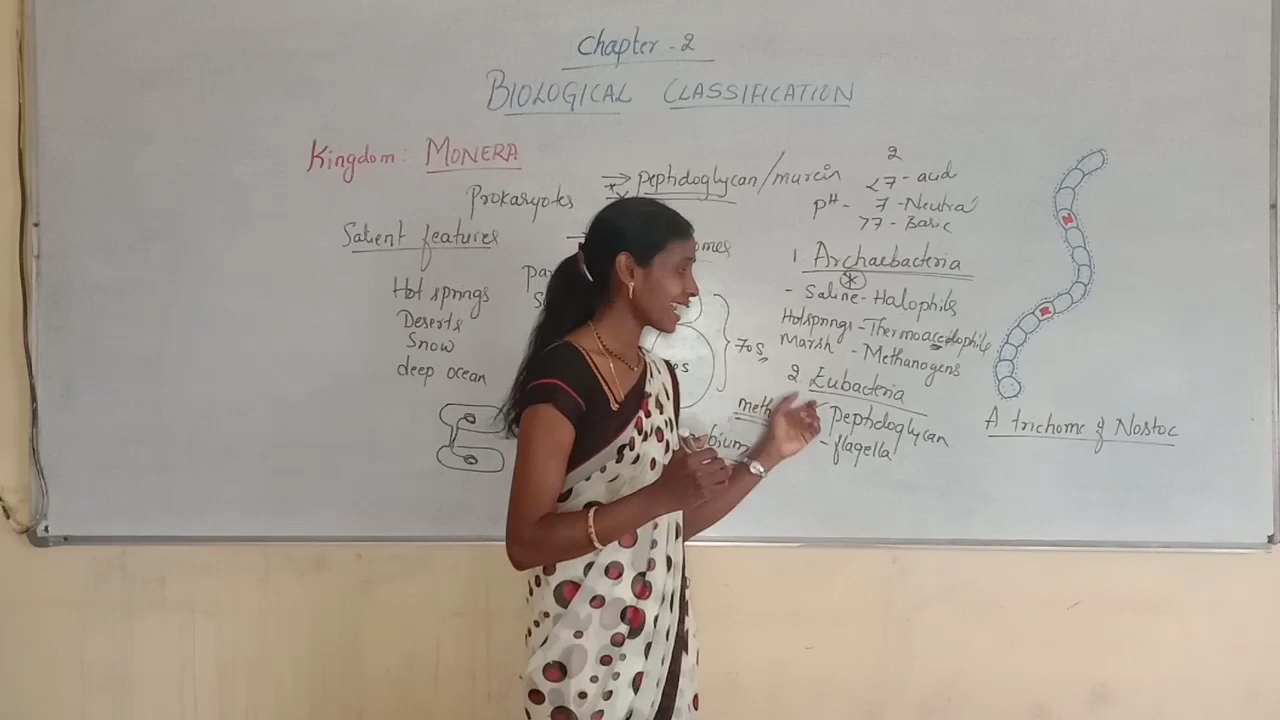 Chapter - 2
BIOLOGICAL CLASSIFICATION
Kingdom: MONERA
Prokaryotes
→ peptidoglycan/murein
Salient features
Hot springs
Deserts
Snow
deep ocean
70s
2
<7 - acid
pH - 7 - Neutral
>7 - Basic
1 Archaebacteria
- Saline - Halophils
Hotsprings - Thermoacidophils
Marsh - Methanogens
2 Eubacteria
- Peptidoglycan
- flagella
A trichome of Nostoc